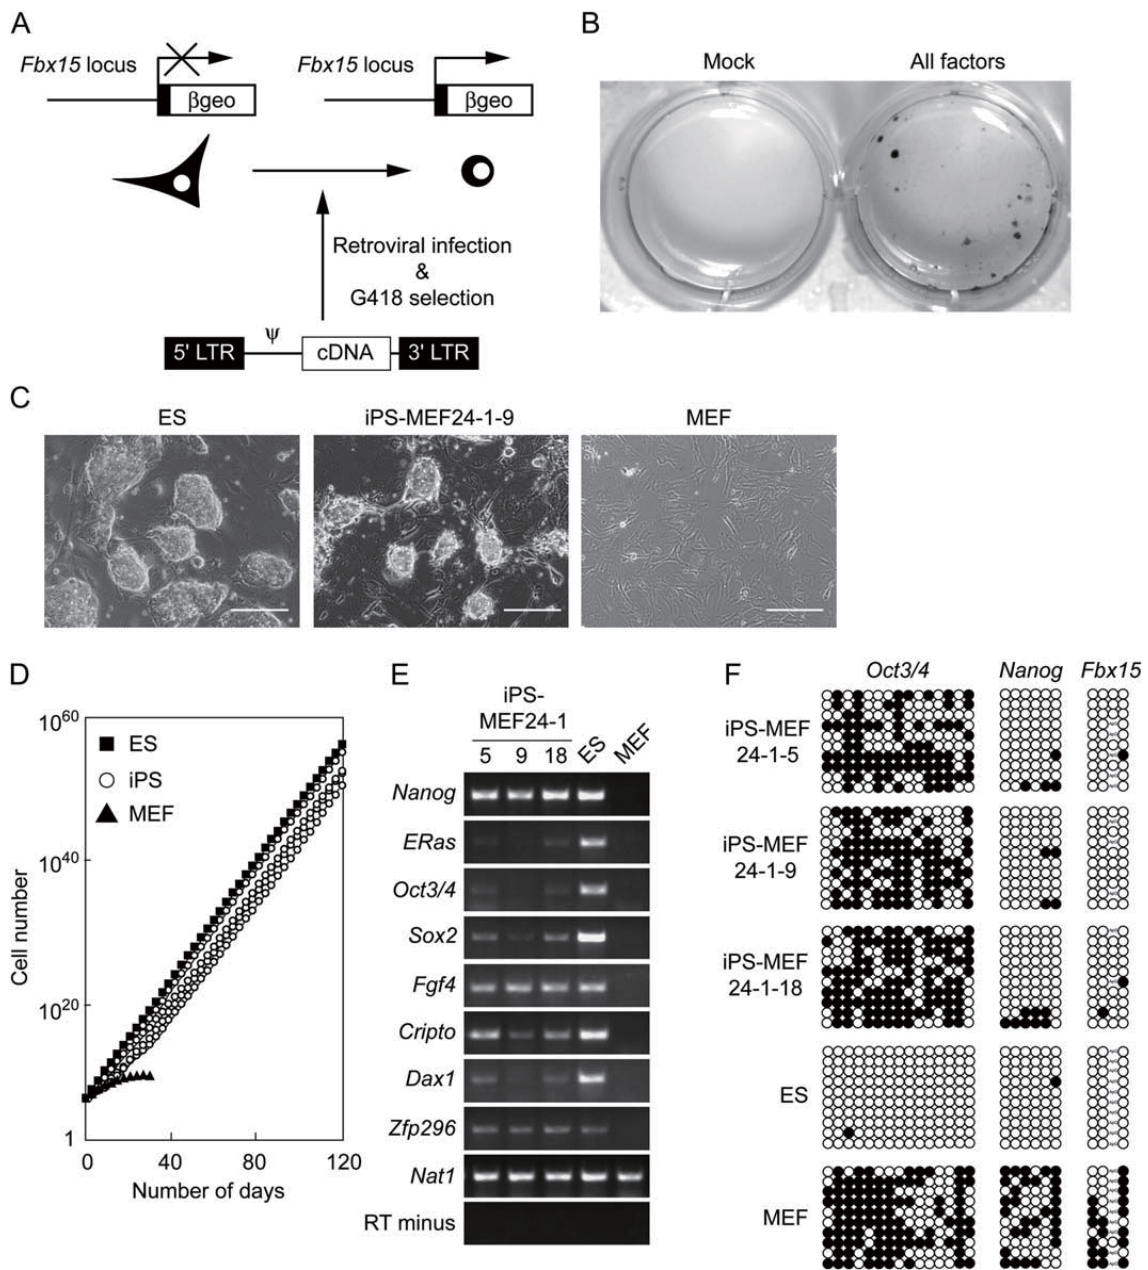 A
Fbx15 locus
Fbx15 locus
βgeo
βgeo
Retroviral infection
&
G418 selection
ψ
5' LTR
cDNA
3' LTR
B
Mock
All factors
C
ES
iPS-MEF24-1-9
MEF
D
10^60
10^40
10^20
1
Cell number
ES
iPS
MEF
0
40
80
120
Number of days
E
iPS-
MEF24-1
5 9 18 ES MEF
Nanog
ERas
Oct3/4
Sox2
Fgf4
Cripto
Dax1
Zfp296
Nat1
RT minus
F
Oct3/4 Nanog Fbx15
iPS-MEF
24-1-5
iPS-MEF
24-1-9
iPS-MEF
24-1-18
ES
MEF